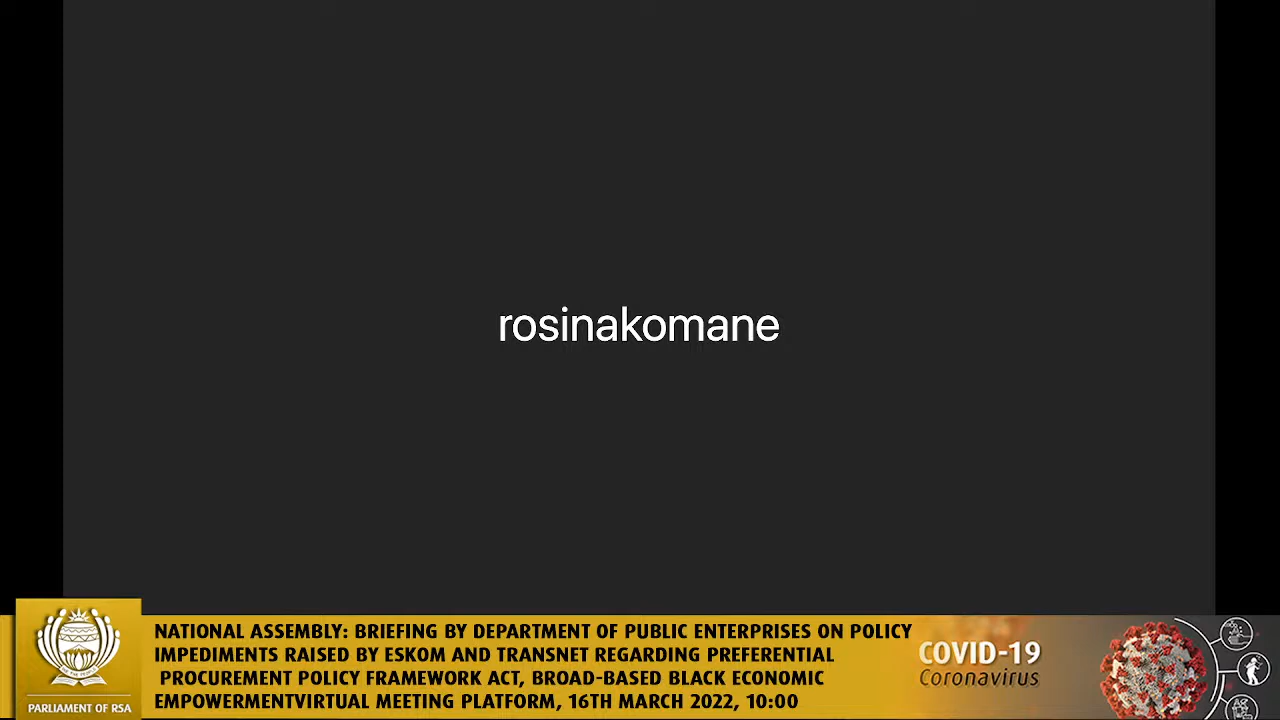 rosinakomane
NATIONAL ASSEMBLY: BRIEFING BY DEPARTMENT OF PUBLIC ENTERPRISES ON POLICY
IMPEDIMENTS RAISED BY ESKOM AND TRANSNET REGARDING PREFERENTIAL
PROCUREMENT POLICY FRAMEWORK ACT, BROAD-BASED BLACK ECONOMIC
EMPOWERMENTVIRTUAL MEETING PLATFORM, 16TH MARCH 2022, 10:00
COVID-19
Coronavirus
PARLIAMENT OF RSA